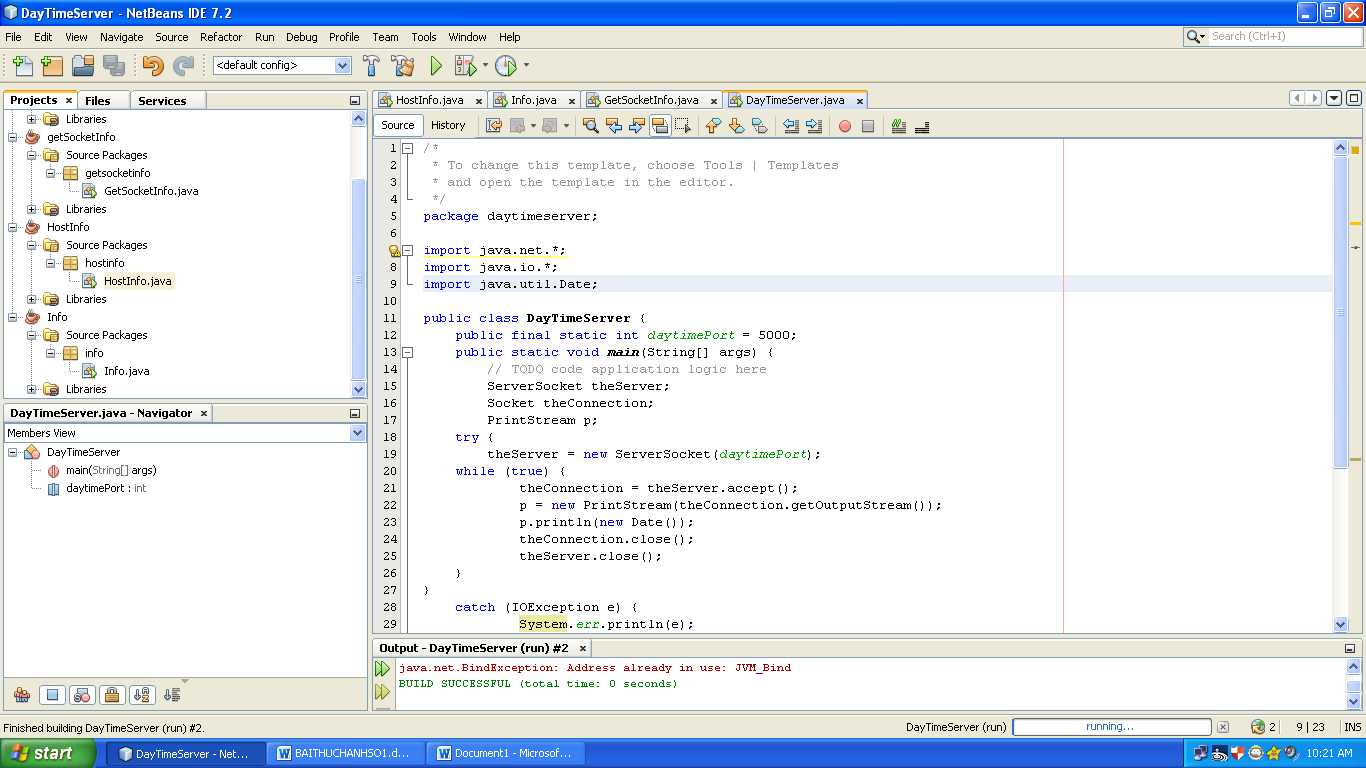 DayTimeServer - NetBeans IDE 7.2
File Edit View Navigate Source Refactor Run Debug Profile Team Tools Window Help
Search (Ctrl+I)
<default config>
Projects Files Services
Libraries
getSocketInfo
Source Packages
getsocketinfo
GetSocketInfo.java
Libraries
HostInfo
Source Packages
hostinfo
HostInfo.java
Libraries
Info
Source Packages
info
Info.java
Libraries
DayTimeServer.java - Navigator
Members View
DayTimeServer
main(String[] args)
daytimePort : int
HostInfo.java Info.java GetSocketInfo.java DayTimeServer.java
Source History
1 /*
2 * To change this template, choose Tools | Templates
3 * and open the template in the editor.
4 */
5 package daytimeserver;
6
import java.net.*;
8 import java.io.*;
9 import java.util.Date;
10
11 public class DayTimeServer {
12 public final static int daytimePort = 5000;
13 public static void main(String[] args) {
14 // TODO code application logic here
15 ServerSocket theServer;
16 Socket theConnection;
17 PrintStream p;
18 try {
19 theServer = new ServerSocket(daytimePort);
20 while (true) {
21 theConnection = theServer.accept();
22 p = new PrintStream(theConnection.getOutputStream());
23 p.println(new Date());
24 theConnection.close();
25 theServer.close();
26 }
27 }
28 catch (IOException e) {
29 System.err.println(e);
Output - DayTimeServer (run) #2
java.net.BindException: Address already in use: JVM_Bind
BUILD SUCCESSFUL (total time: 0 seconds)
Finished building DayTimeServer (run) #2.
DayTimeServer (run) running... 2 9 | 23 INS
start DayTimeServer - Net... BAITHUCHANHSO1.d... Document1 - Microsof... 10:21 AM